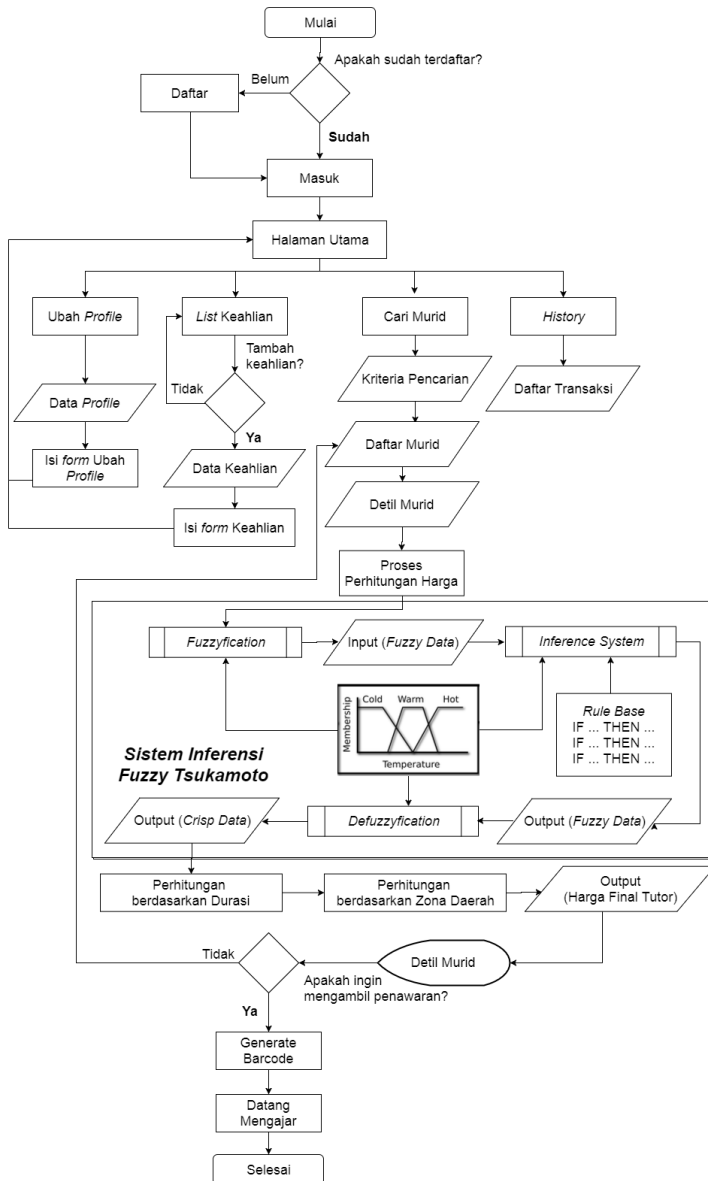 Mulai
Apakah sudah terdaftar?
Belum
Daftar
Sudah
Masuk
Halaman Utama
Ubah Profile
List Keahlian
Cari Murid
History
Tambah
keahlian?
Tidak
Kriteria Pencarian
Daftar Transaksi
Data Profile
Ya
Daftar Murid
Isi form Ubah
Profile
Data Keahlian
Detil Murid
Isi form Keahlian
Proses
Perhitungan Harga
Fuzzyfication
Input (Fuzzy Data)
Inference System
Membership
Cold
Warm
Hot
Temperature
Rule Base
IF ... THEN ...
IF ... THEN ...
IF ... THEN ...
Sistem Inferensi
Fuzzy Tsukamoto
Output (Crisp Data)
Defuzzyfication
Output (Fuzzy Data)
Perhitungan
berdasarkan Durasi
Perhitungan
berdasarkan Zona Daerah
Output
(Harga Final Tutor)
Tidak
Detil Murid
Apakah ingin
mengambil penawaran?
Ya
Generate
Barcode
Datang
Mengajar
Selesai